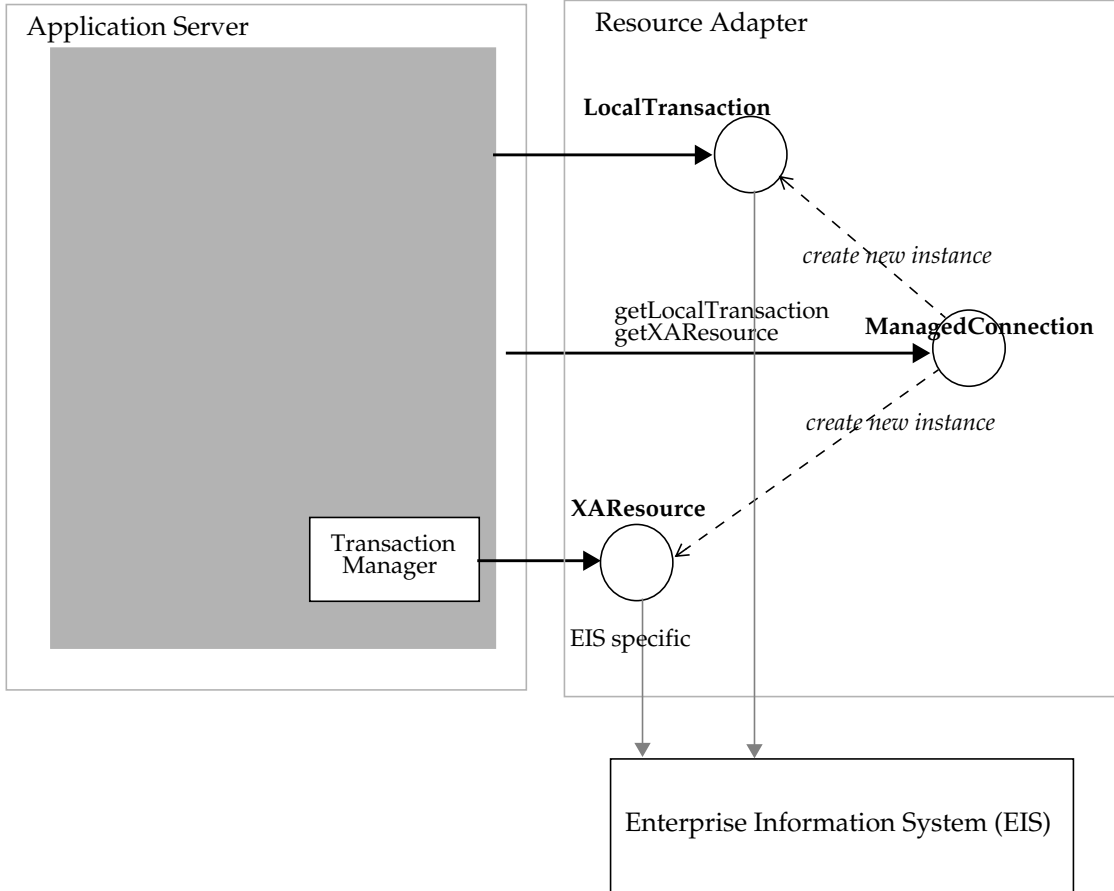 Application Server
Resource Adapter
LocalTransaction
create new instance
getLocalTransaction
getXAResource
ManagedConnection
create new instance
XAResource
Transaction
Manager
EIS specific
Enterprise Information System (EIS)